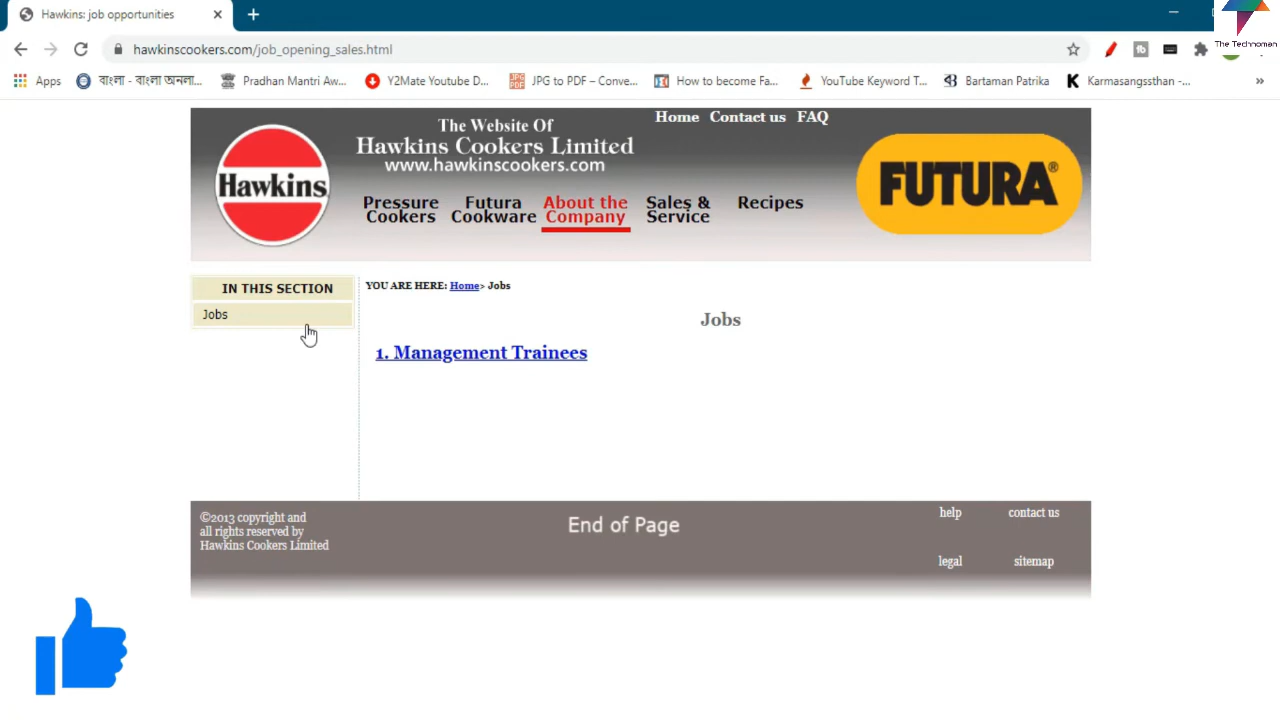 Hawkins: job opportunities
hawkinscookers.com/job_opening_sales.html
The Technoman
Apps
বাংলা - বাংলা অনলা...
Pradhan Mantri Aw...
Y2Mate Youtube D...
JPG to PDF – Conve...
How to become Fa...
YouTube Keyword T...
Bartaman Patrika
Karmasangssthan -...
Home Contact us FAQ
The Website Of
Hawkins Cookers Limited
www.hawkinscookers.com
Hawkins
FUTURA®
Pressure Cookers
Futura Cookware
About the Company
Sales & Service
Recipes
IN THIS SECTION
Jobs
YOU ARE HERE: Home> Jobs
Jobs
1. Management Trainees
©2013 copyright and
all rights reserved by
Hawkins Cookers Limited
End of Page
help contact us
legal sitemap